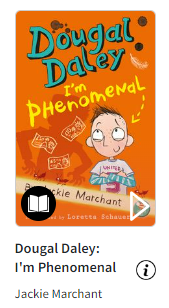 Dougal
Daley
I'm
PHENOMENAL
Jackie Marchant
Loretta Schauer
Dougal Daley:
I'm Phenomenal
Jackie Marchant